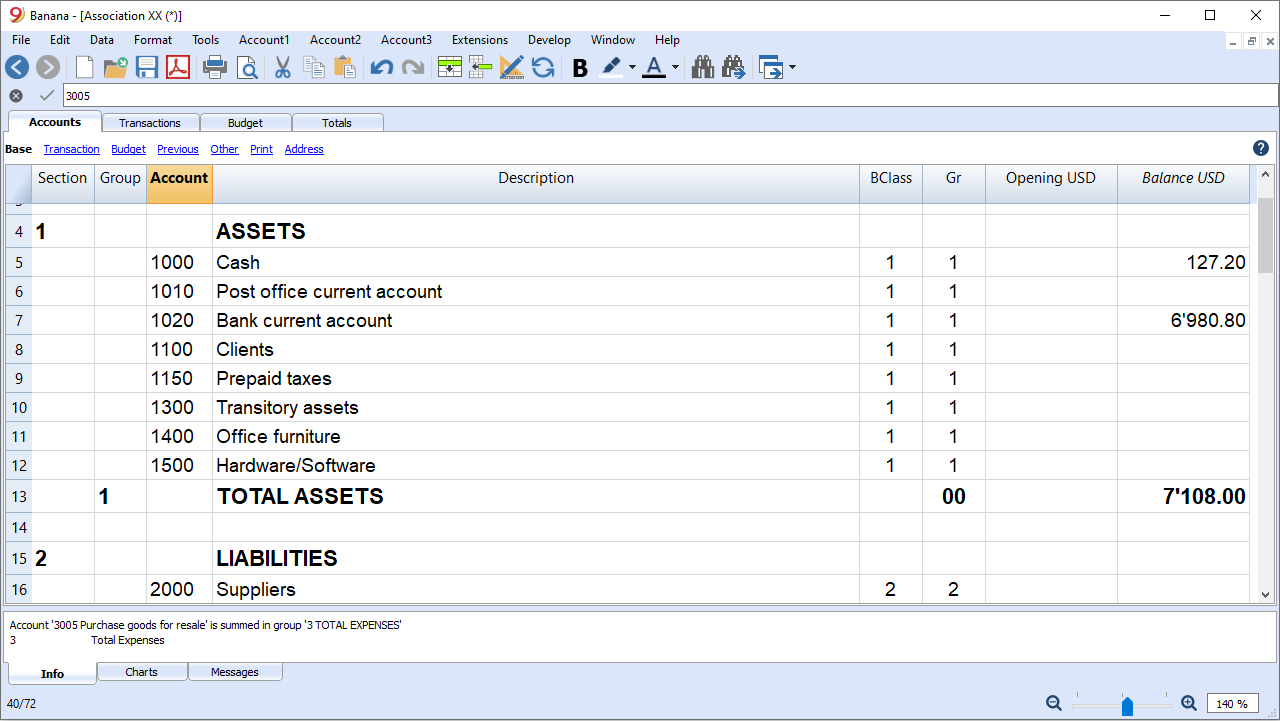 Banana - [Association XX (*)]
File Edit Data Format Tools Account1 Account2 Account3 Extensions Develop Window Help
B A
3005
Accounts Transactions Budget Totals
Base Transaction Budget Previous Other Print Address ?
Section Group Account Description BClass Gr Opening USD Balance USD
4 1 ASSETS
5 1000 Cash 1 1 127.20
6 1010 Post office current account 1 1
7 1020 Bank current account 1 1 6'980.80
8 1100 Clients 1 1
9 1150 Prepaid taxes 1 1
10 1300 Transitory assets 1 1
11 1400 Office furniture 1 1
12 1500 Hardware/Software 1 1
13 1 TOTAL ASSETS 00 7'108.00
14
15 2 LIABILITIES
16 2000 Suppliers 2 2
Account '3005 Purchase goods for resale' is summed in group '3 TOTAL EXPENSES'
3 Total Expenses
Info Charts Messages
40/72 140 %